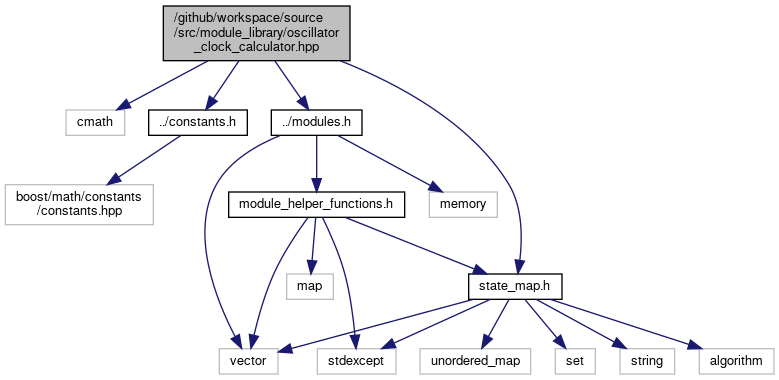 /github/workspace/source
/src/module_library/oscillator
_clock_calculator.hpp
cmath
../constants.h
../modules.h
boost/math/constants
/constants.hpp
module_helper_functions.h
memory
map
state_map.h
vector
stdexcept
unordered_map
set
string
algorithm